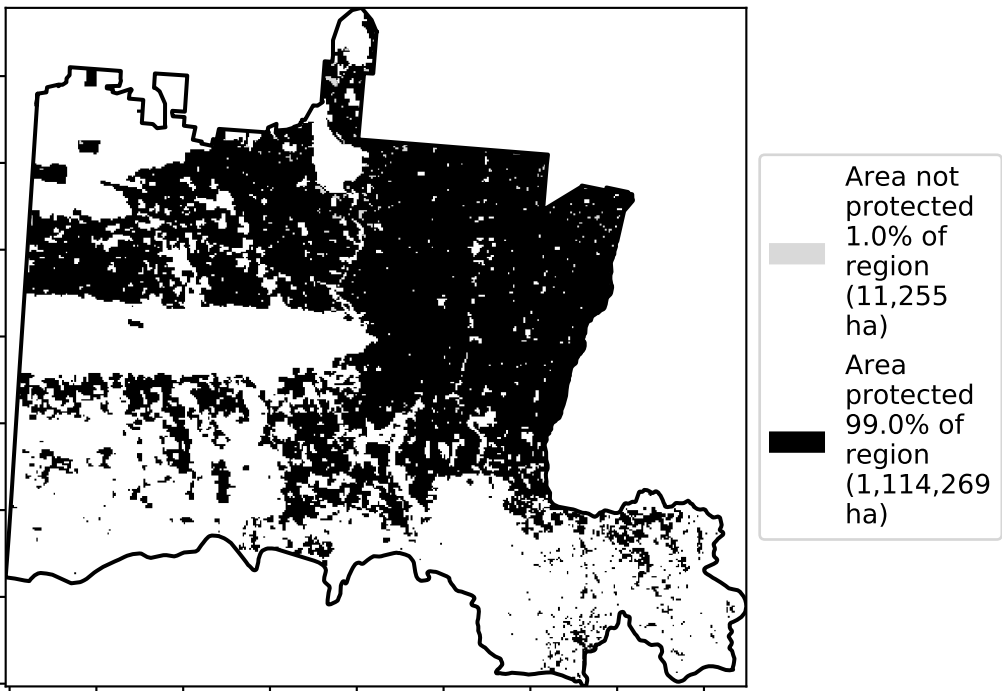 Area not
protected
1.0% of
region
(11,255
ha)
Area
protected
99.0% of
region
(1,114,269
ha)